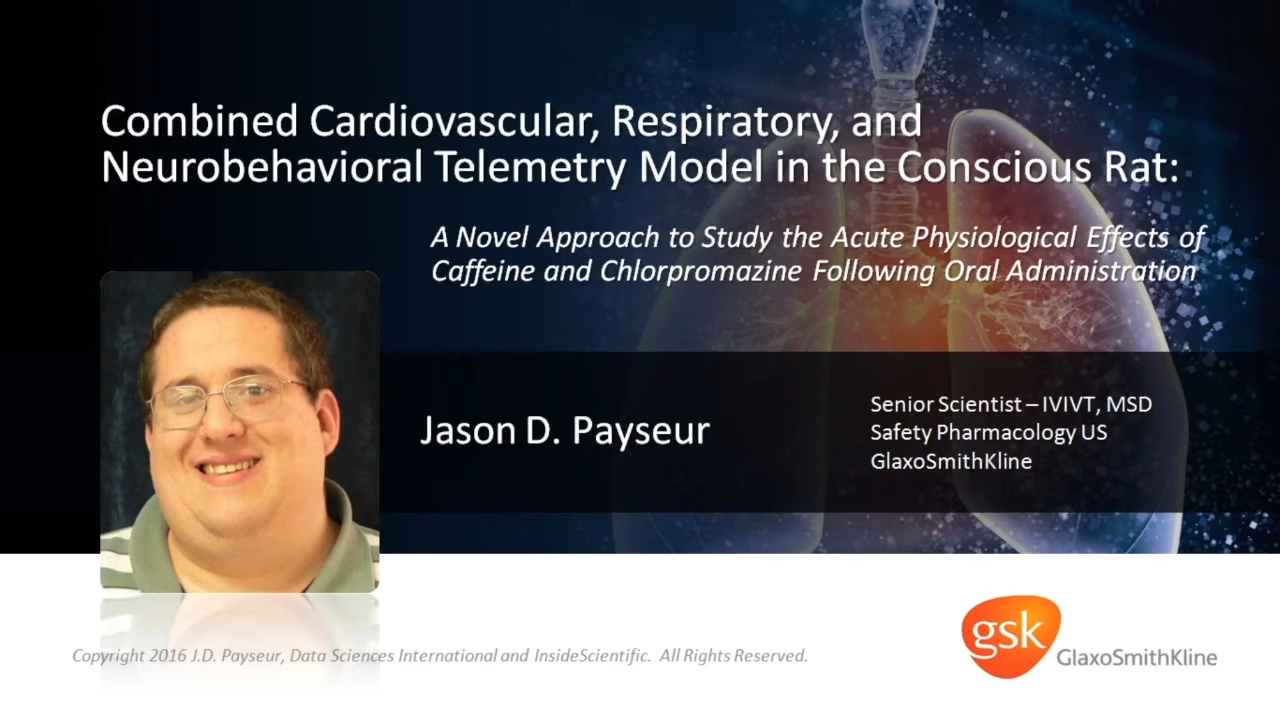 Combined Cardiovascular, Respiratory, and
Neurobehavioral Telemetry Model in the Conscious Rat:
A Novel Approach to Study the Acute Physiological Effects of
Caffeine and Chlorpromazine Following Oral Administration
Jason D. Payseur
Senior Scientist – IVIVT, MSD
Safety Pharmacology US
GlaxoSmithKline
Copyright 2016 J.D. Payseur, Data Sciences International and InsideScientific. All Rights Reserved.
gsk
GlaxoSmithKline